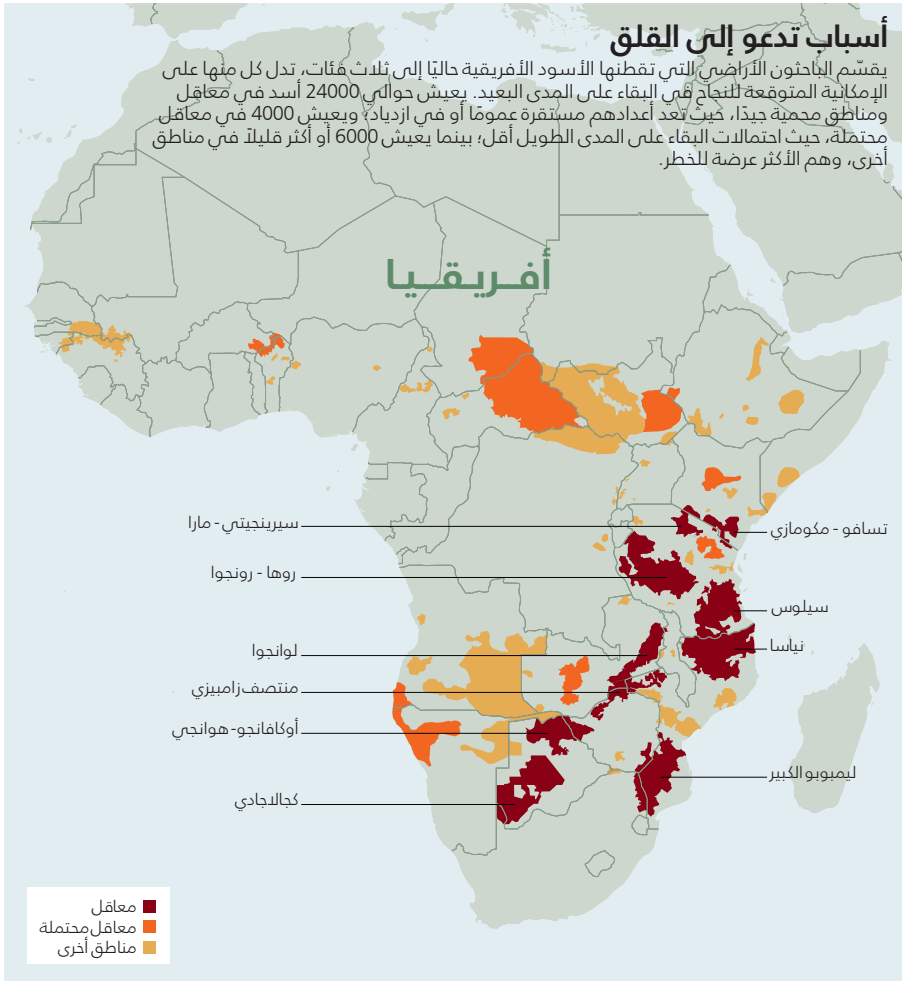 أسباب تدعو إلى القلق
يقسّم الباحثون الأراضي التي تقطنها الأسود الأفريقية حاليًا إلى ثلاث فئات، تدل كل منها على
الإمكانية المتوقعة للنجاح في البقاء على المدى البعيد. يعيش حوالي 24000 أسد في معاقل
ومناطق محمية جيدًا، حيث تعد أعدادهم مستقرة عمومًا أو في ازدياد؛ ويعيش 4000 في معاقل
محتملة، حيث احتمالات البقاء على المدى الطويل أقل؛ بينما يعيش 6000 أو أكثر قليلاً في مناطق
أخرى، وهم الأكثر عرضة للخطر.
أفـريـقـيـا
سيرينجيتي - مارا
تسافو - مكومازي
روها - رونجوا
سيلوس
نياسا
لوانجوا
منتصف زامبيزي
أوكافانجو - هوانجي
ليمبوبو الكبير
كجالاجادي
معاقل
معاقل محتملة
مناطق أخرى